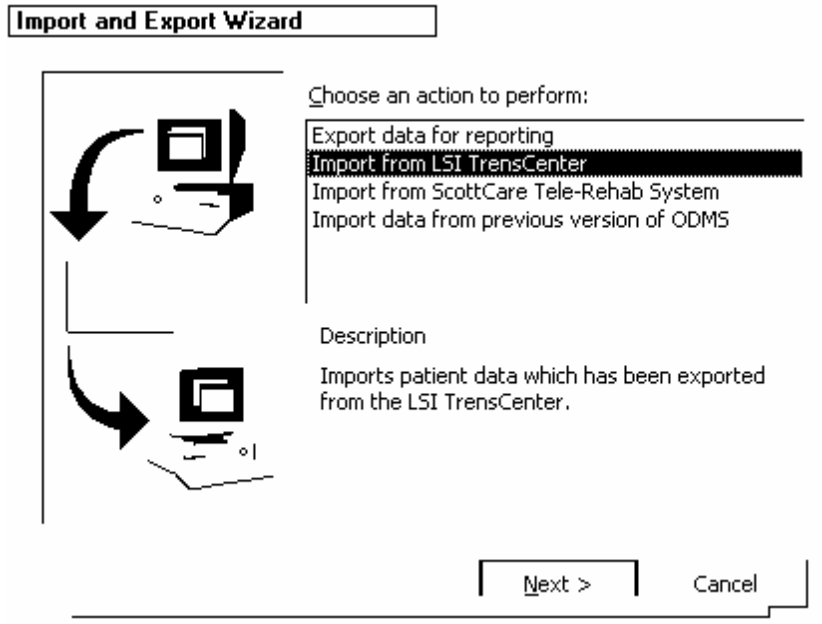 Import and Export Wizard
Choose an action to perform:
Export data for reporting
Import from LSI TrensCenter
Import from ScottCare Tele-Rehab System
Import data from previous version of ODMS
Description
Imports patient data which has been exported
from the LSI TrensCenter.
Next >
Cancel